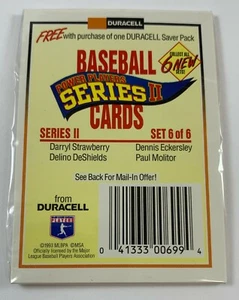 DURACELL
FREE with purchase of one DURACELL Saver Pack
BASEBALL
COLLECT ALL
6 NEW
SETS!
POWER PLAYERS
SERIES II
CARDS
SERIES II SET 6 of 6
Darryl Strawberry Dennis Eckersley
Delino DeShields Paul Molitor
See Back For Mail-In Offer!
from
DURACELL
PLAYERS
©1993 MLBPA ©MSA
Officially licensed by the Major
League Baseball Players Association
0 41333 00699 4